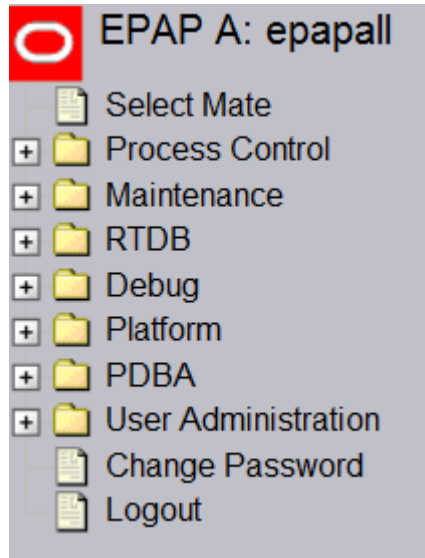 EPAP A: epapall
Select Mate
Process Control
Maintenance
RTDB
Debug
Platform
PDBA
User Administration
Change Password
Logout